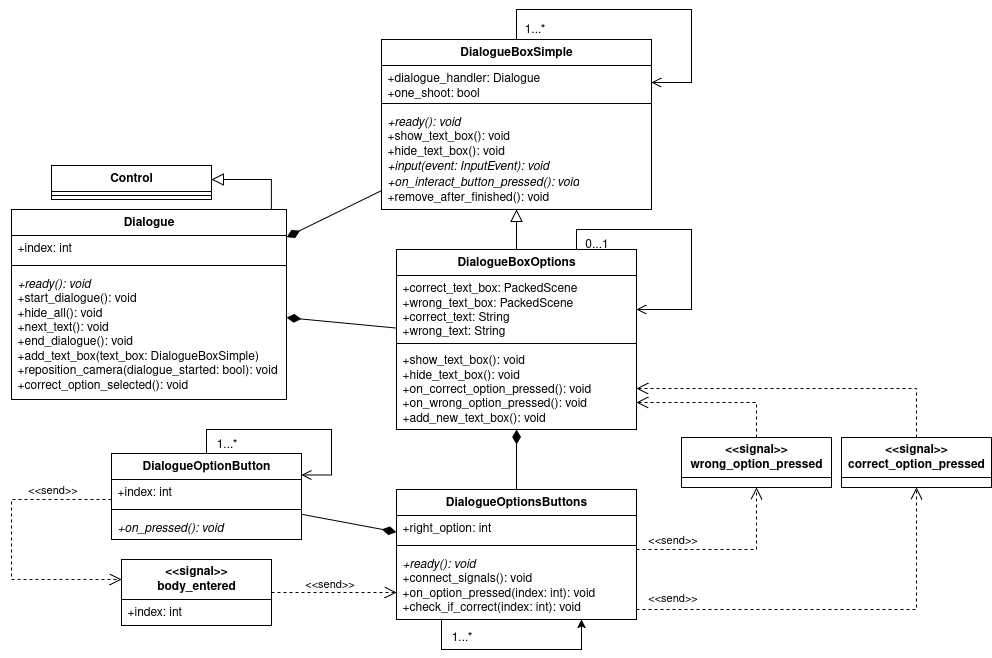 1...*
DialogueBoxSimple
+dialogue_handler: Dialogue
+one_shoot: bool
+ready(): void
+show_text_box(): void
+hide_text_box(): void
+input(event: InputEvent): void
+on_interact_button_pressed(): void
+remove_after_finished(): void
Control
Dialogue
+index: int
+ready(): void
+start_dialogue(): void
+hide_all(): void
+next_text(): void
+end_dialogue(): void
+add_text_box(text_box: DialogueBoxSimple)
+reposition_camera(dialogue_started: bool): void
+correct_option_selected(): void
0...1
DialogueBoxOptions
+correct_text_box: PackedScene
+wrong_text_box: PackedScene
+correct_text: String
+wrong_text: String
+show_text_box(): void
+hide_text_box(): void
+on_correct_option_pressed(): void
+on_wrong_option_pressed(): void
+add_new_text_box(): void
<<signal>>
wrong_option_pressed
<<signal>>
correct_option_pressed
1...*
DialogueOptionButton
+index: int
+on_pressed(): void
<<send>>
<<signal>>
body_entered
+index: int
<<send>>
DialogueOptionsButtons
+right_option: int
+ready(): void
+connect_signals(): void
+on_option_pressed(index: int): void
+check_if_correct(index: int): void
<<send>>
<<send>>
1...*